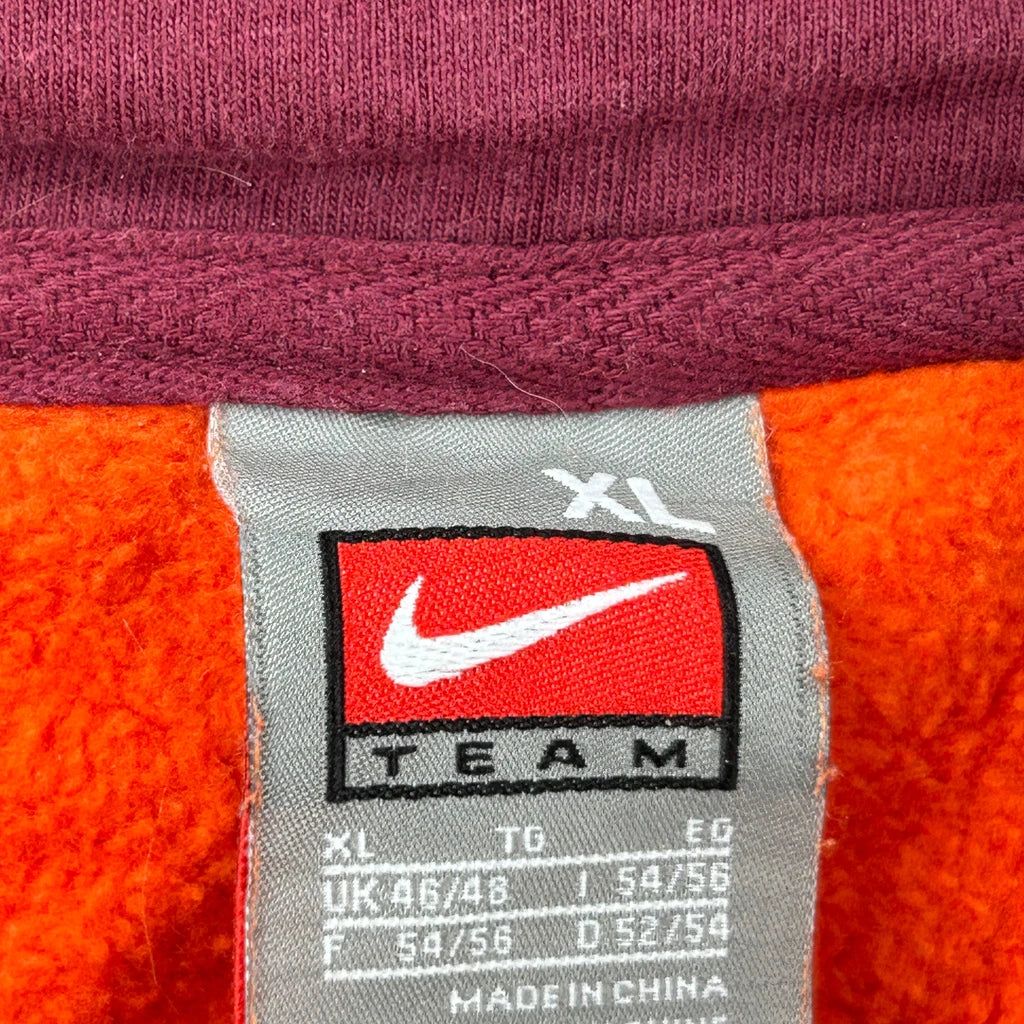 XL
TEAM
XL TG EG
UK 46/48 I 54/56
F 54/56 D 52/54
MADE IN CHINA